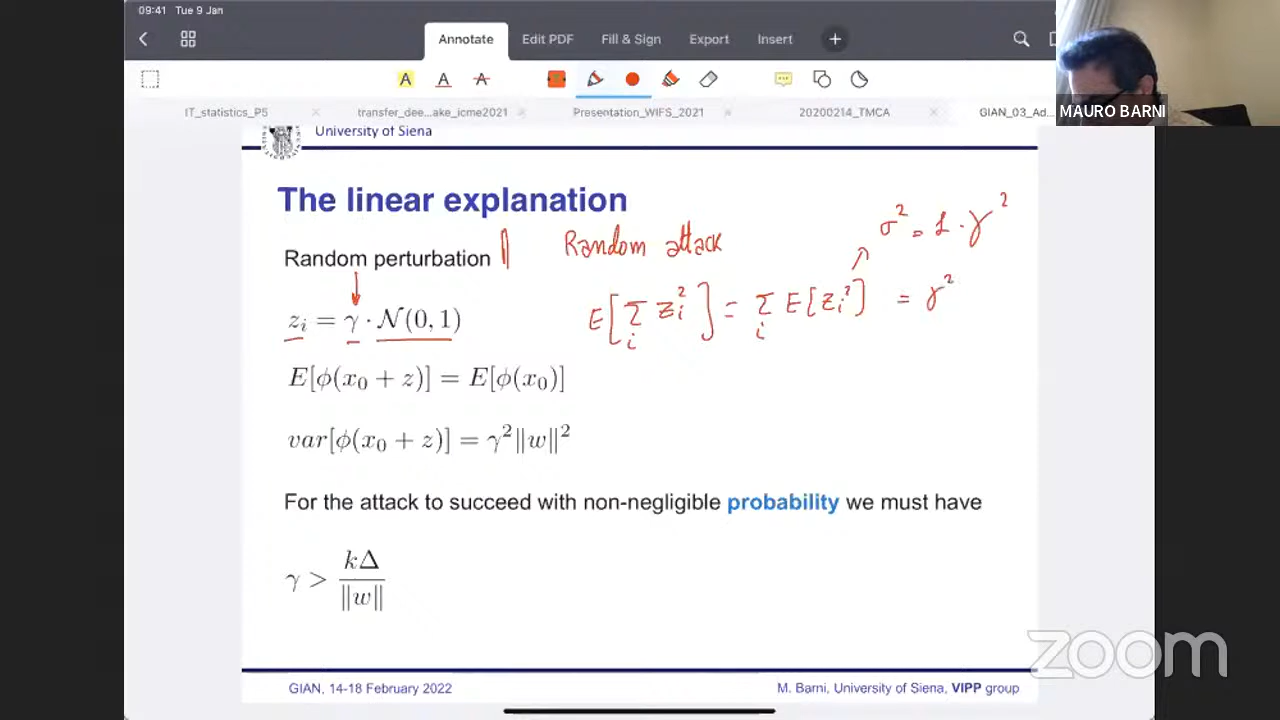 09:41 Tue 9 Jan
Annotate Edit PDF Fill & Sign Export Insert +
MAURO BARNI
IT_statistics_P5 × transfer_dee...ake_icme2021 × Presentation_WIFS_2021 × 20200214_TMCA × GIAN_03_Ad...
University of Siena
The linear explanation
σ² = 1 · γ²
Random perturbation
Random attack
z_i = γ · N(0, 1)
E[Σ_i z_i²] = Σ_i E[z_i²] = γ²
E[ϕ(x₀ + z)] = E[ϕ(x₀)]
var[ϕ(x₀ + z)] = γ²‖w‖²
For the attack to succeed with non-negligible probability we must have
γ > kΔ / ‖w‖
zoom
GIAN, 14-18 February 2022
M. Barni, University of Siena, VIPP group